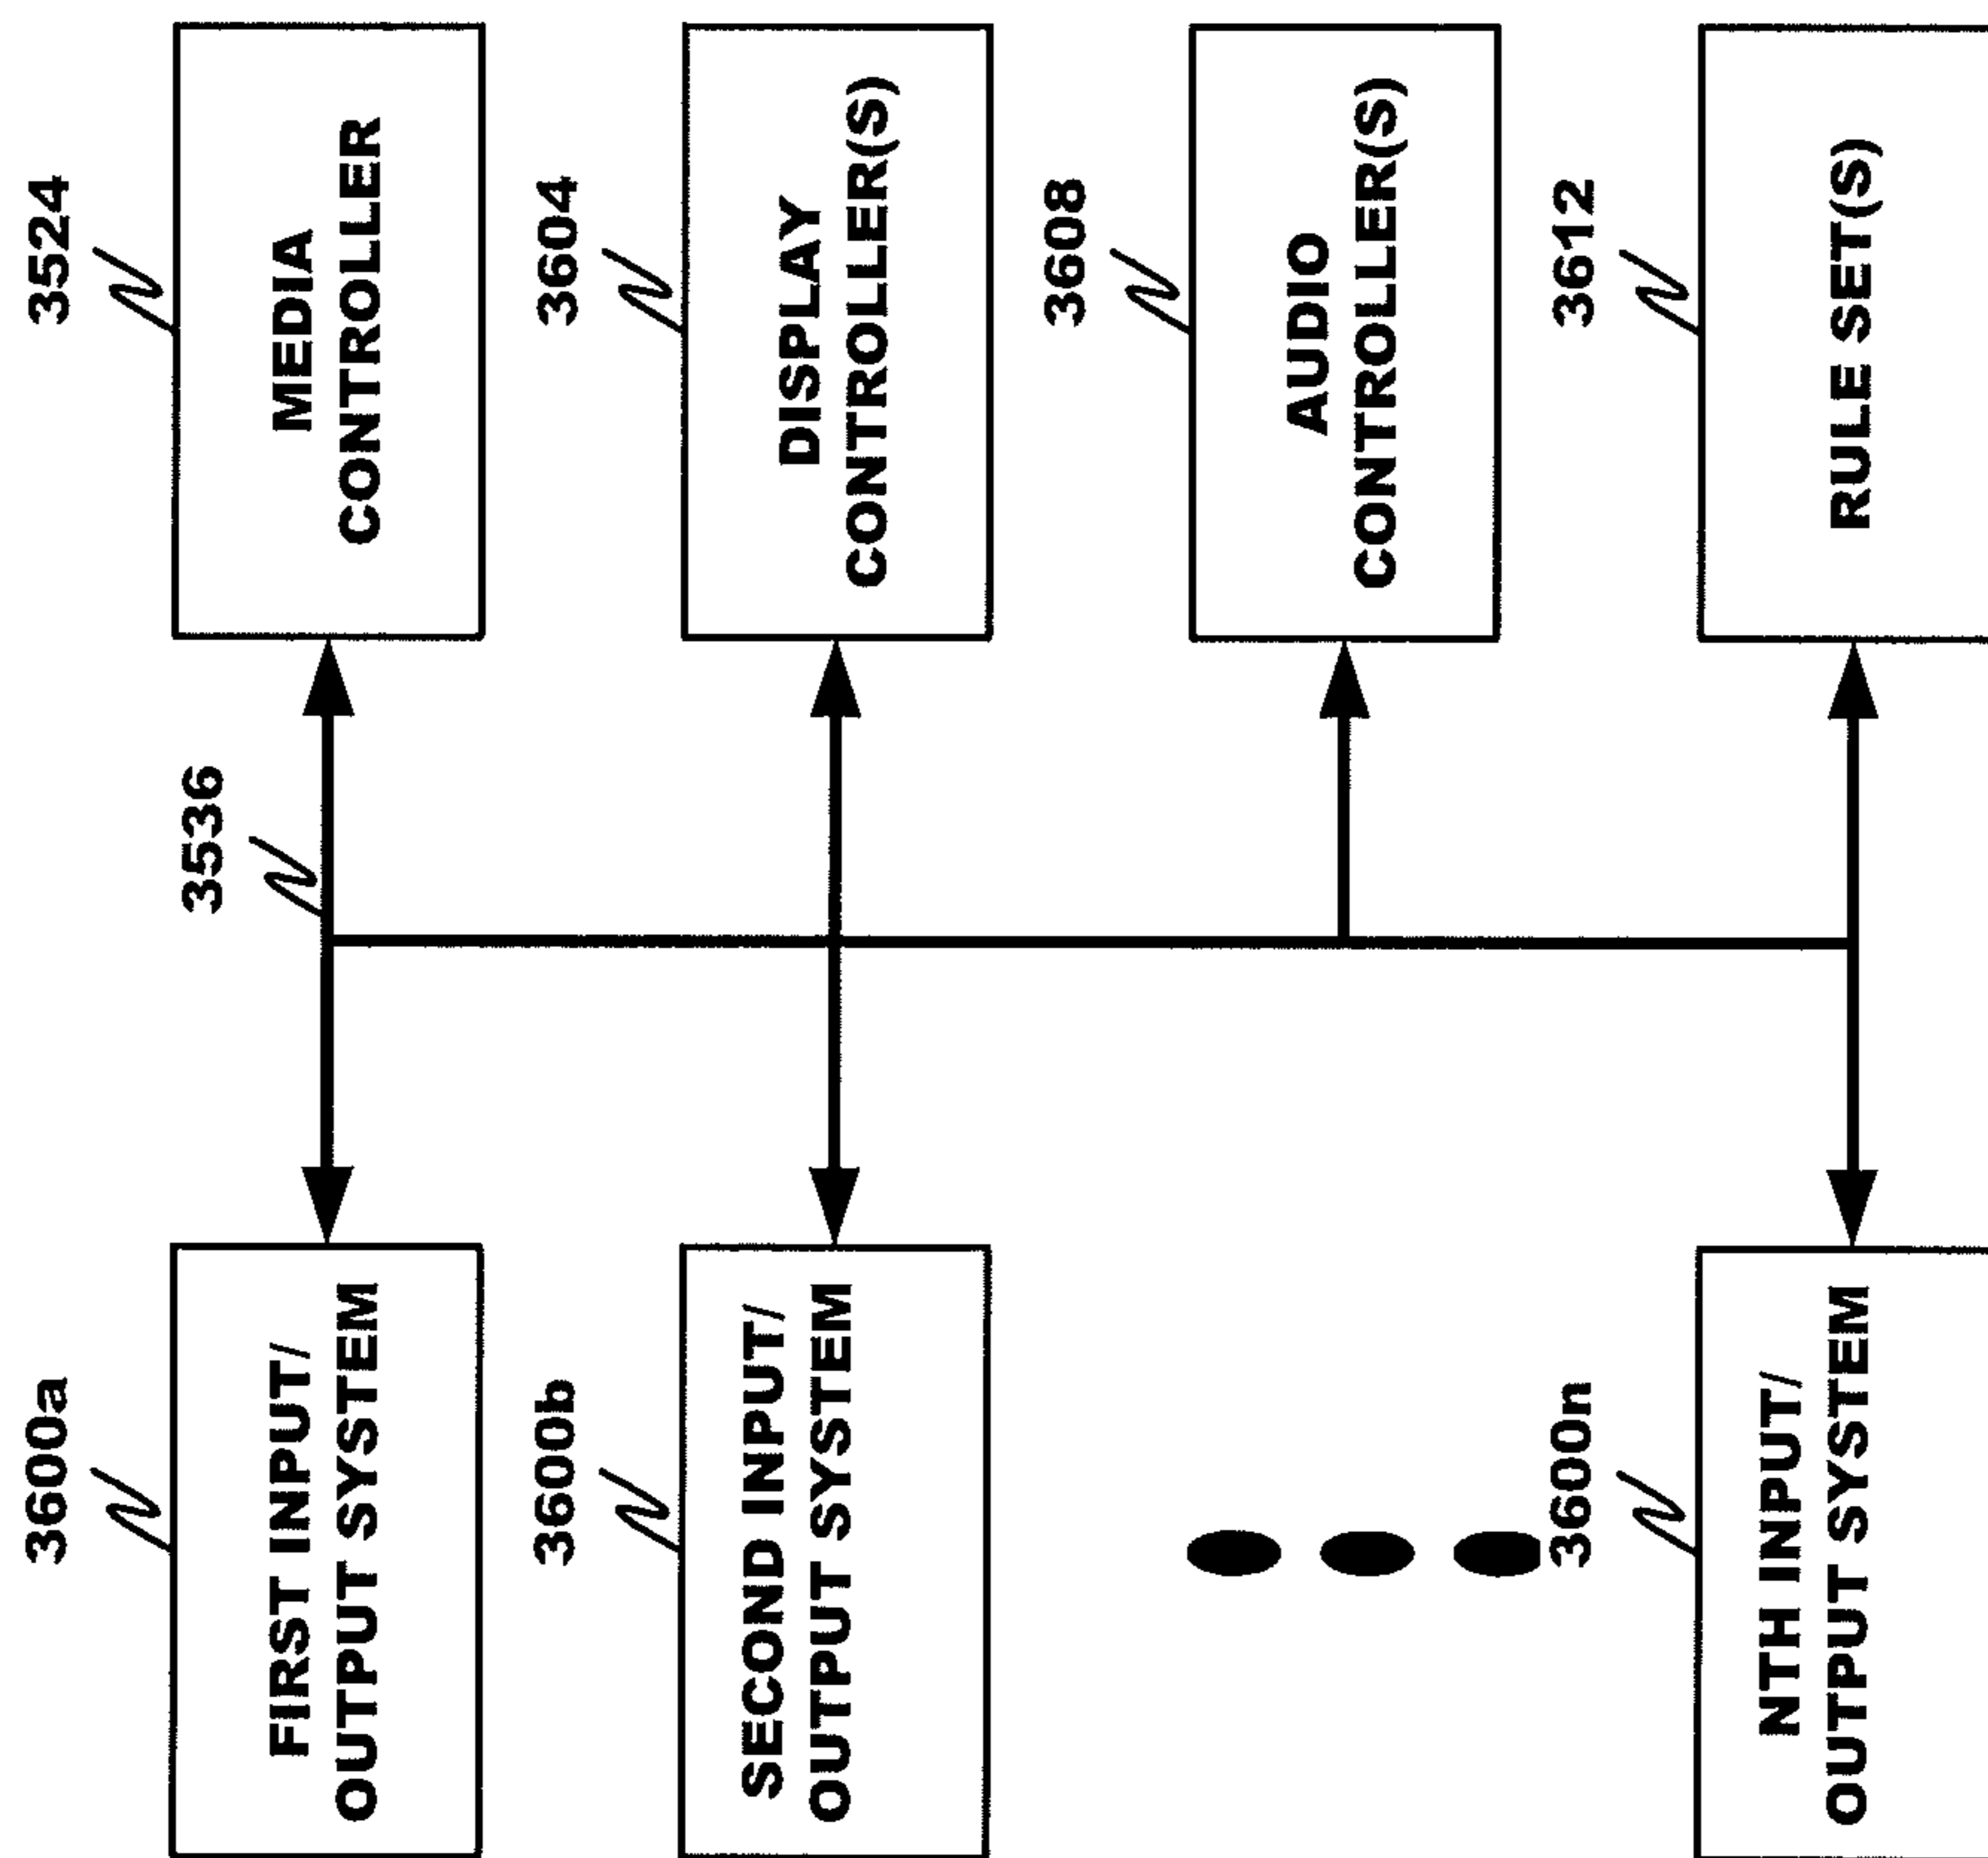 3600a
FIRST INPUT/
OUTPUT SYSTEM
3536
3524
MEDIA
CONTROLLER
3600b
SECOND INPUT/
OUTPUT SYSTEM
3604
DISPLAY
CONTROLLER(S)
3608
AUDIO
CONTROLLER(S)
3600n
NTH INPUT/
OUTPUT SYSTEM
3612
RULE SET(S)